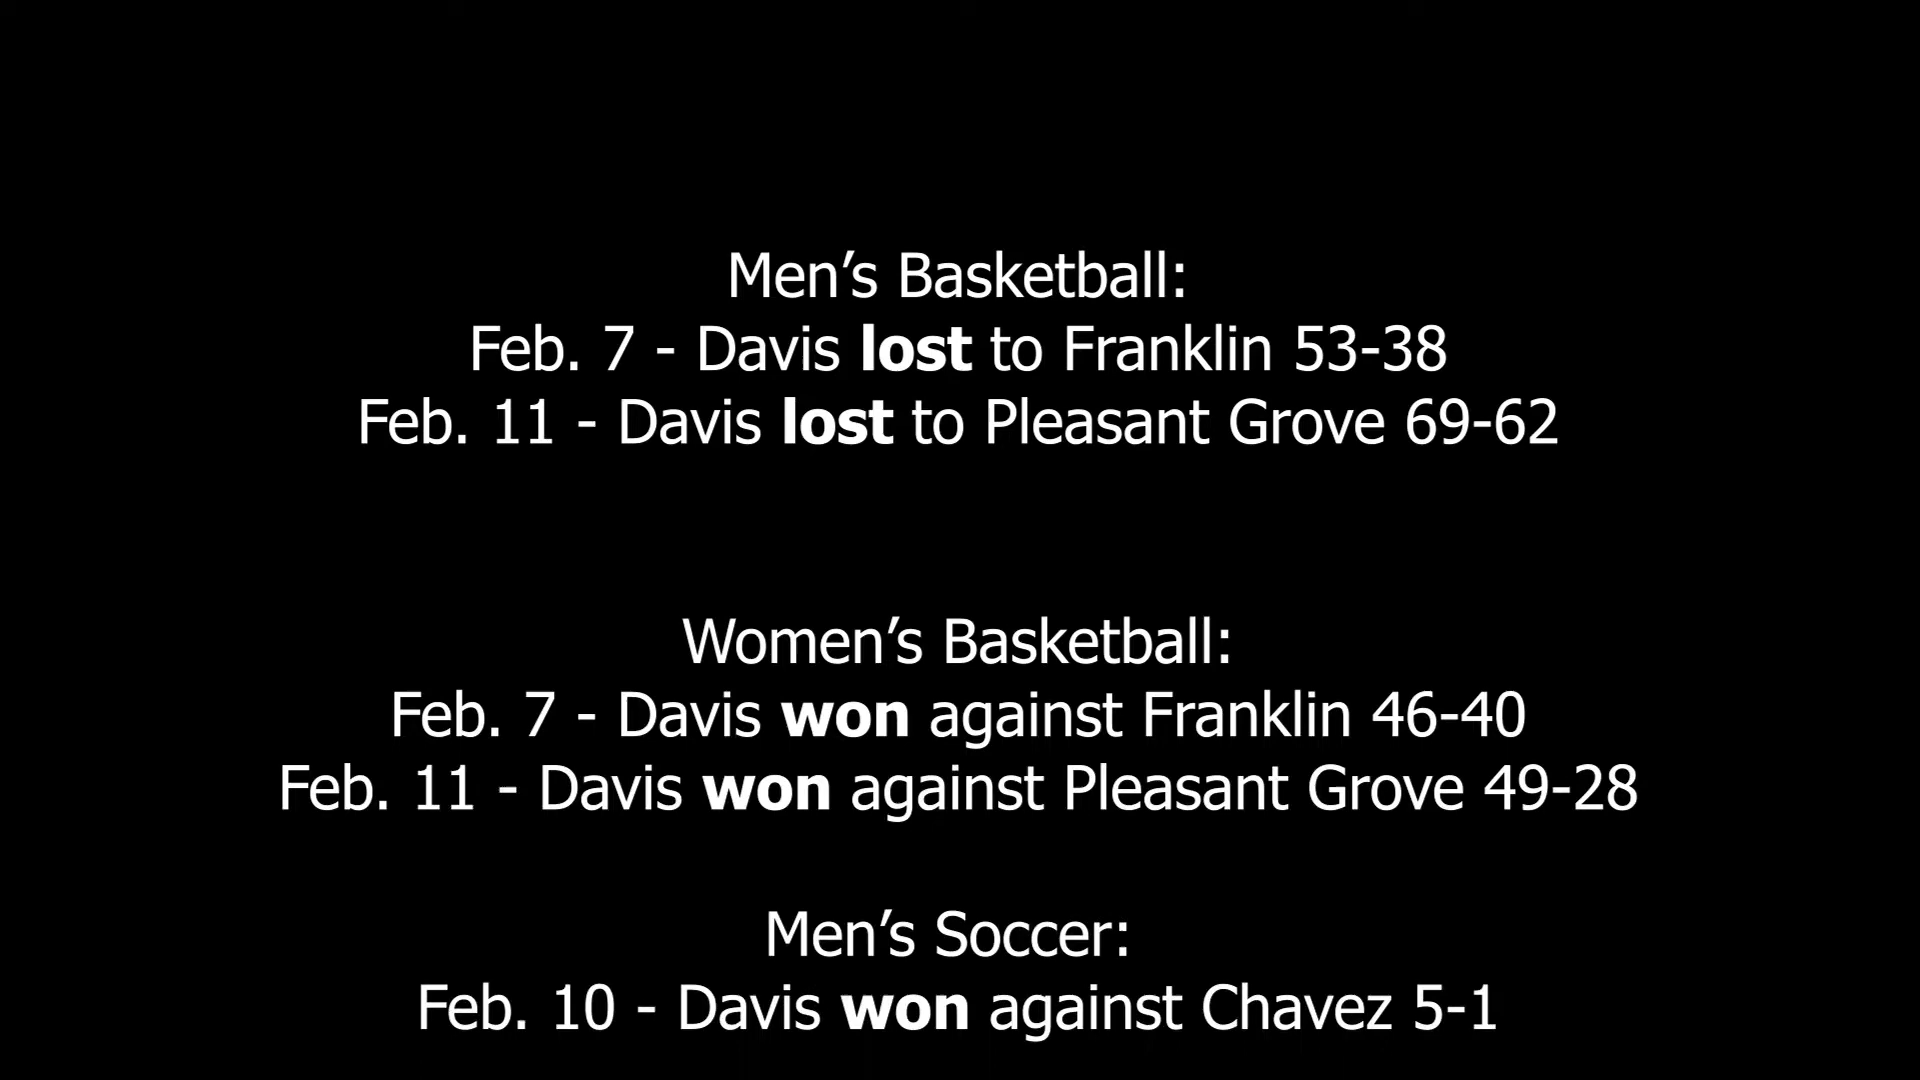 Men’s Basketball:
Feb. 7 - Davis lost to Franklin 53-38
Feb. 11 - Davis lost to Pleasant Grove 69-62
Women’s Basketball:
Feb. 7 - Davis won against Franklin 46-40
Feb. 11 - Davis won against Pleasant Grove 49-28
Men’s Soccer:
Feb. 10 - Davis won against Chavez 5-1